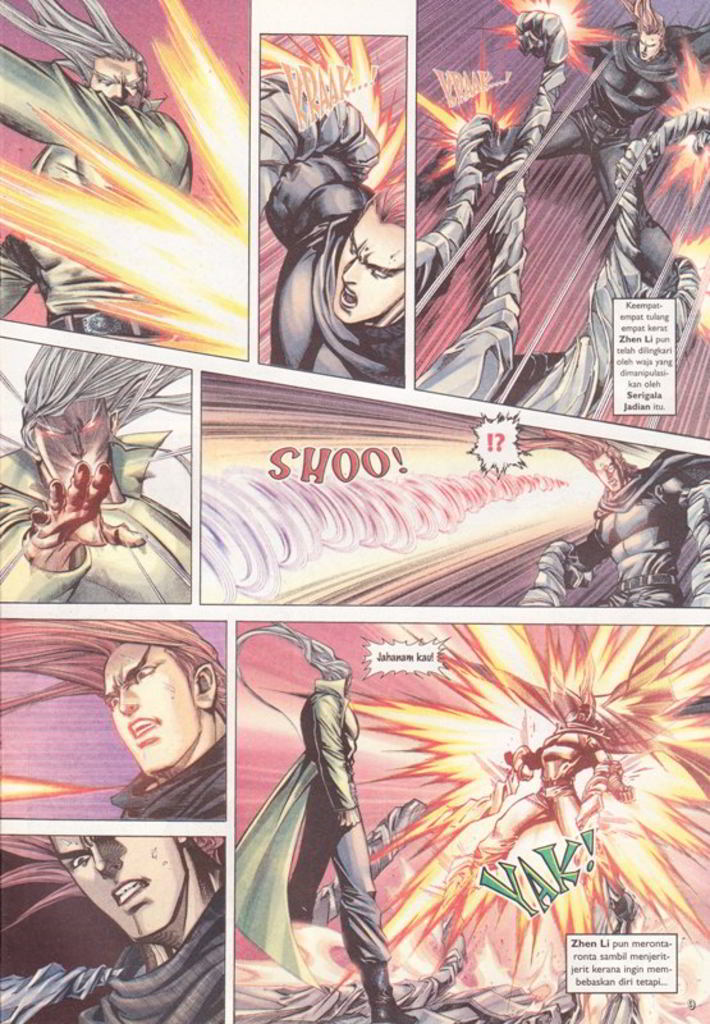 VRAAK....!
VRAAK....!
Keempat-
empat tulang
empat kerat
Zhen Li pun
telah dilingkari
oleh waja yang
dimanipulasi-
kan oleh
Serigala
Jadian itu.
!?
SHOO!
Jahanam kau!
YAK!
Zhen Li pun meronta-
ronta sambil menjerit-
jerit kerana ingin mem-
bebaskan diri tetapi...
9